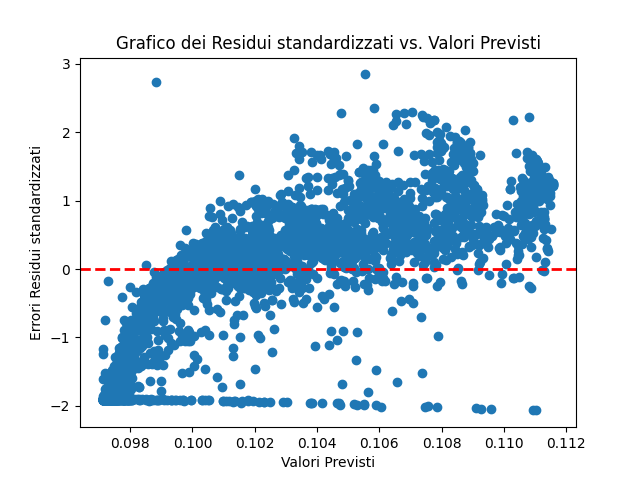 Grafico dei Residui standardizzati vs. Valori Previsti
Errori Residui standardizzati
3
2
1
0
−1
−2
0.098 0.100 0.102 0.104 0.106 0.108 0.110 0.112
Valori Previsti